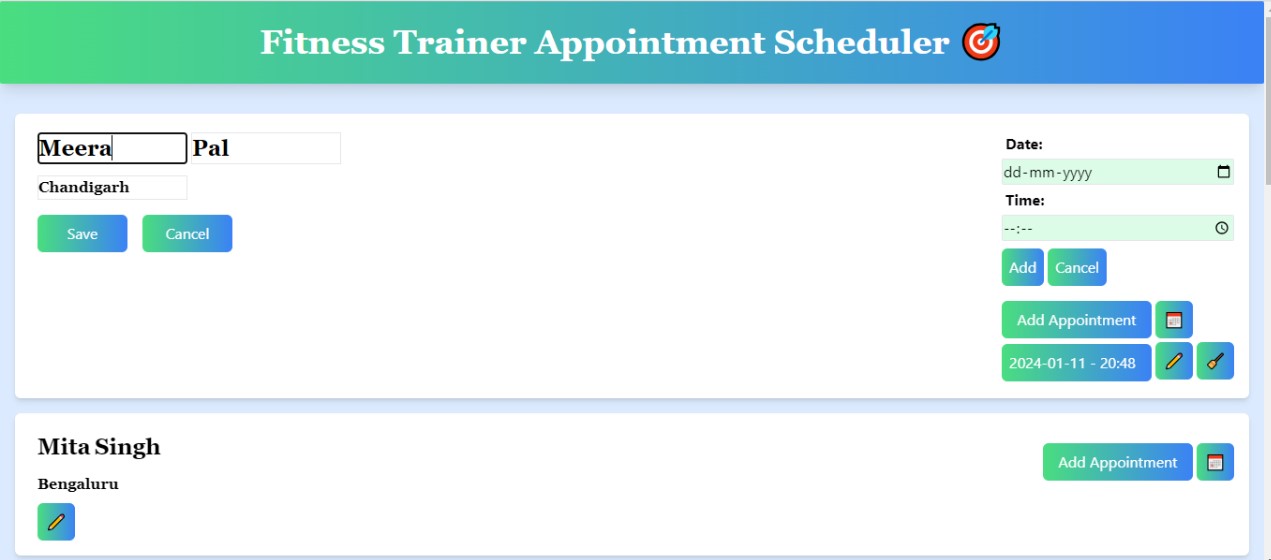 Fitness Trainer Appointment Scheduler 🎯
Meera Pal
Chandigarh
Save Cancel
Date:
dd-mm-yyyy
Time:
--:--
Add Cancel
Add Appointment
2024-01-11 - 20:48
Mita Singh
Bengaluru
Add Appointment